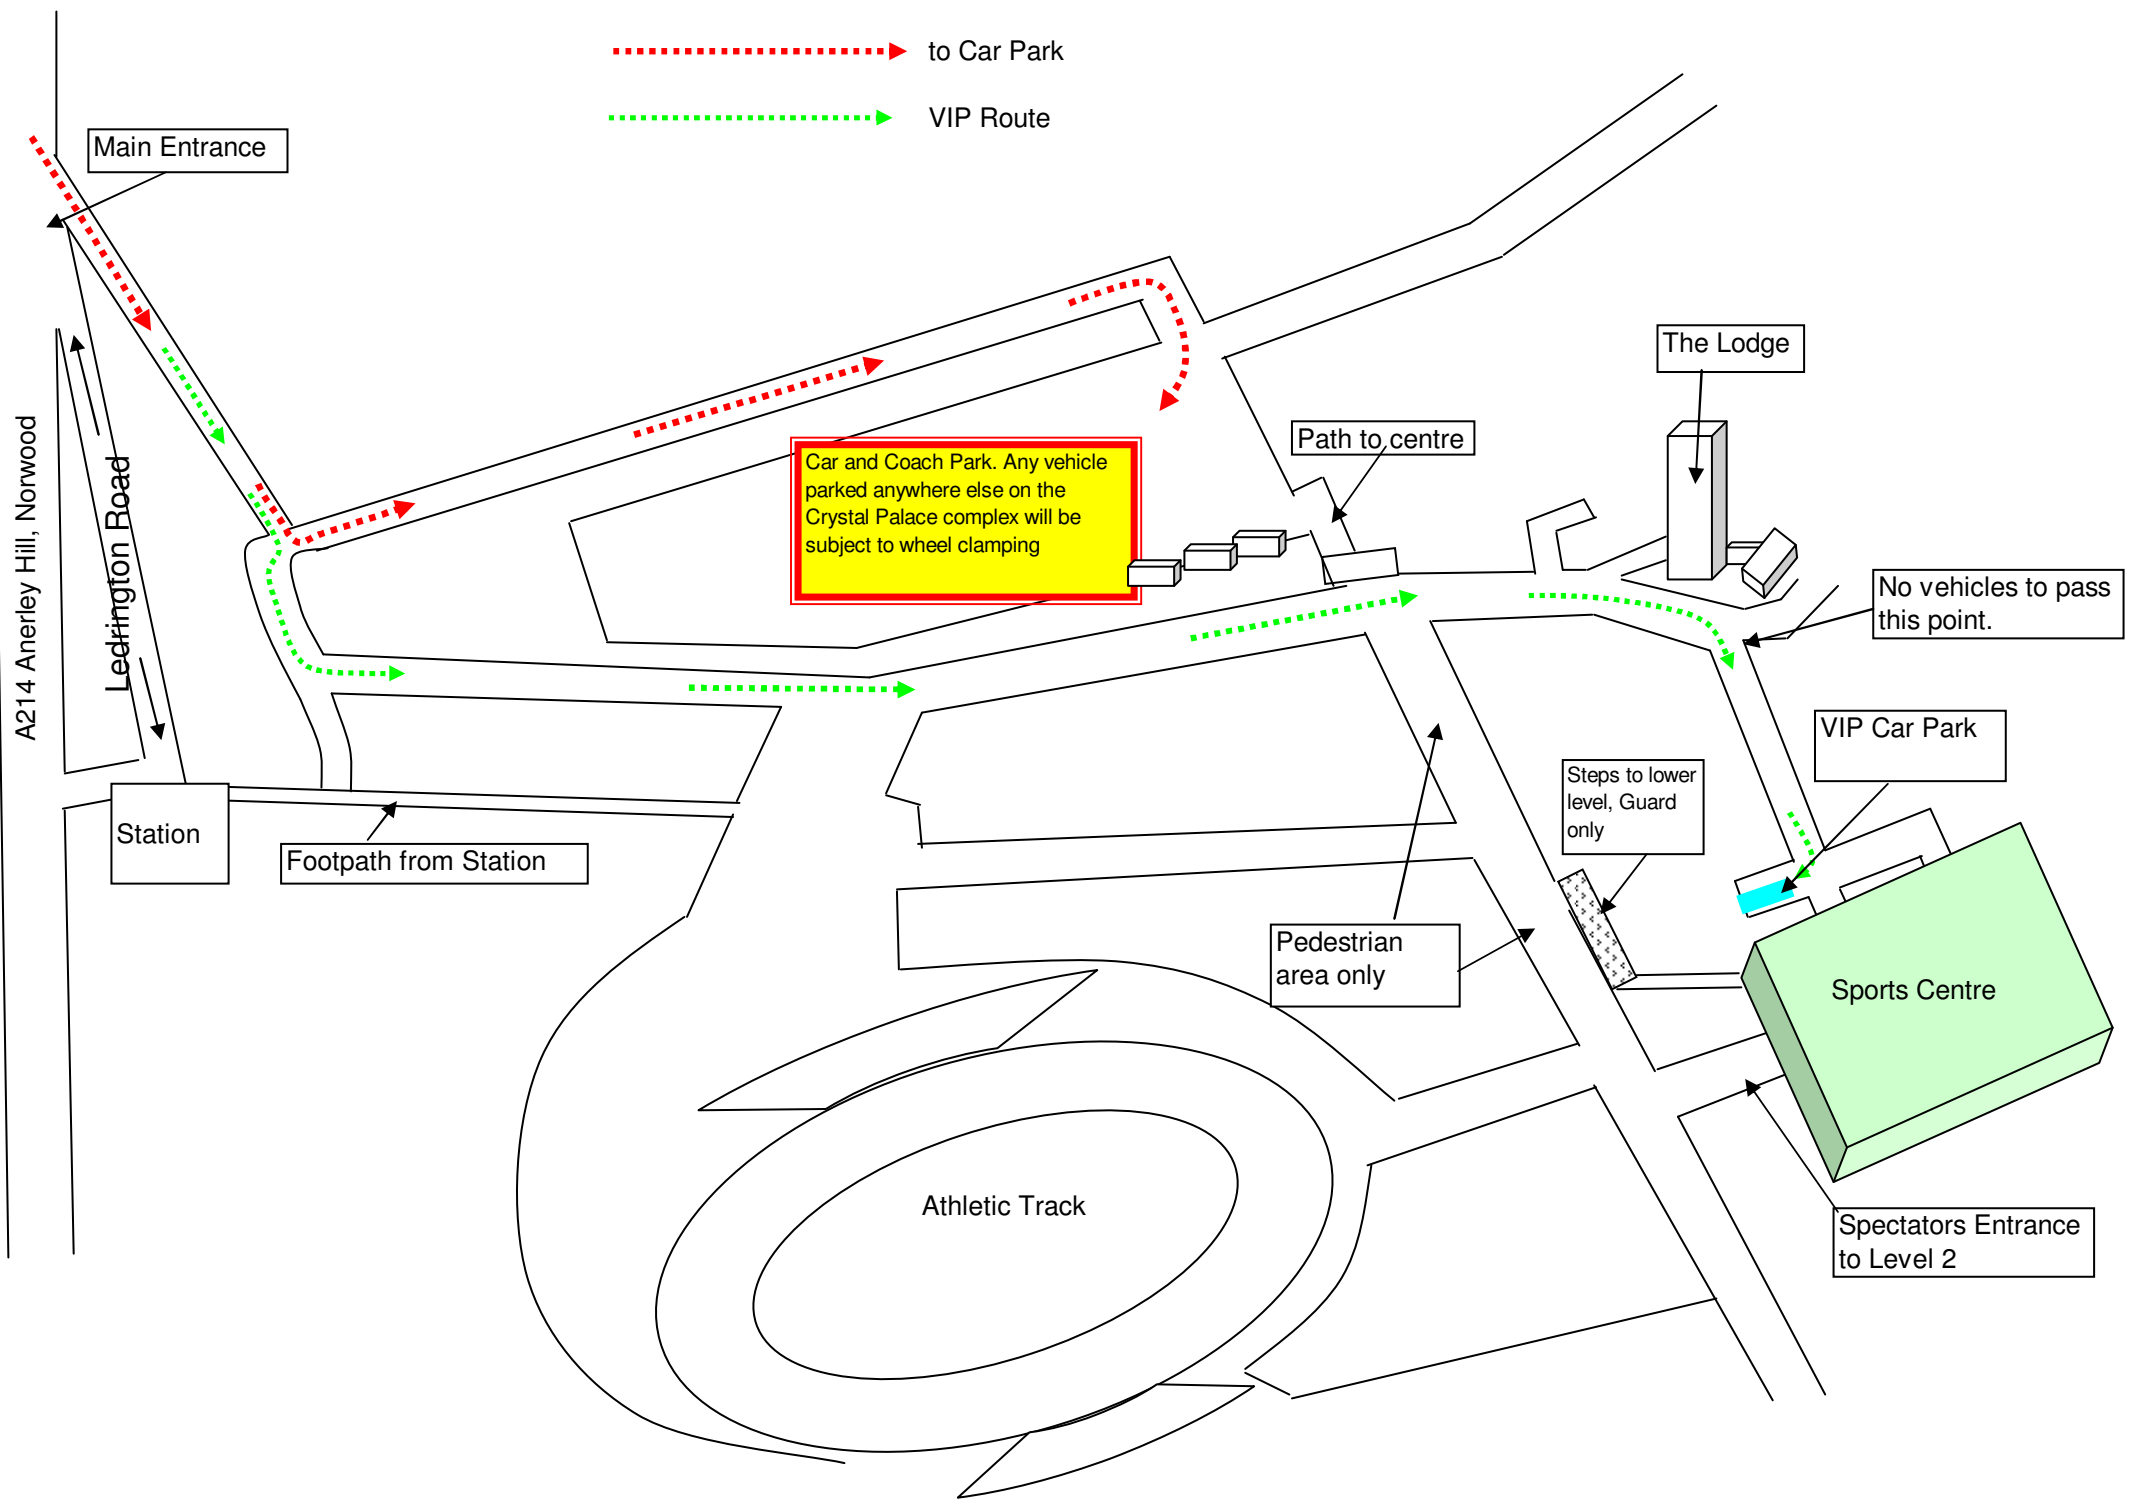 to Car Park
VIP Route
Main Entrance
The Lodge
Path to centre
Car and Coach Park. Any vehicle
parked anywhere else on the
Crystal Palace complex will be
subject to wheel clamping
A214 Anerley Hill, Norwood
Ledrington Road
No vehicles to pass
this point.
VIP Car Park
Steps to lower
level, Guard
only
Station
Footpath from Station
Pedestrian
area only
Sports Centre
Athletic Track
Spectators Entrance
to Level 2